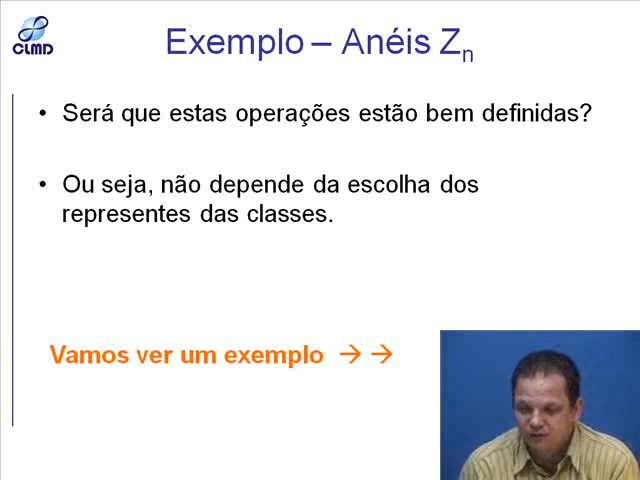 CLMD
Exemplo – Anéis Zn
• Será que estas operações estão bem definidas?
• Ou seja, não depende da escolha dos
representes das classes.
Vamos ver um exemplo → →